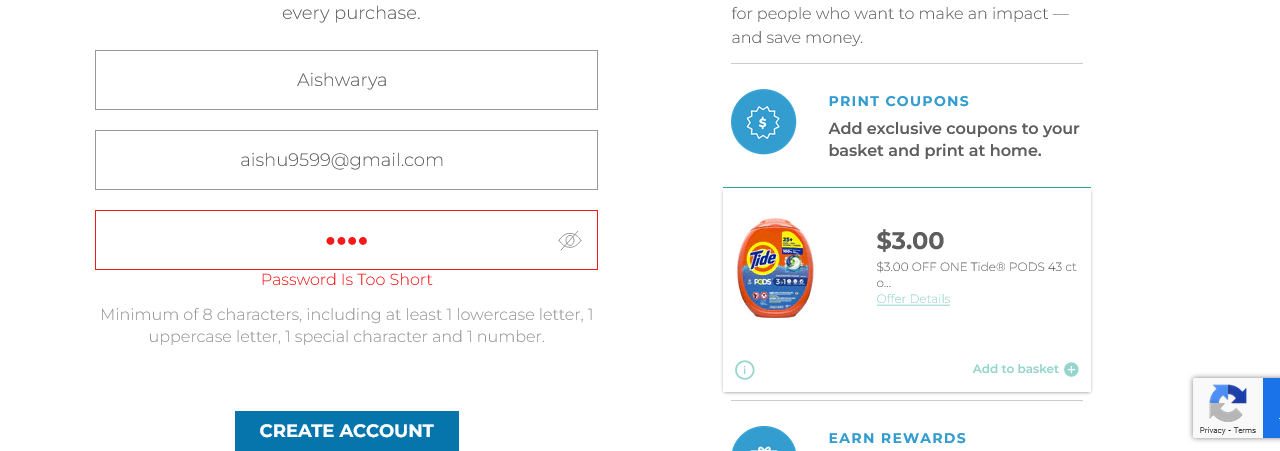 every purchase.
Aishwarya
aishu9599@gmail.com
Password Is Too Short
Minimum of 8 characters, including at least 1 lowercase letter, 1
uppercase letter, 1 special character and 1 number.
CREATE ACCOUNT
for people who want to make an impact —
and save money.
$
PRINT COUPONS
Add exclusive coupons to your
basket and print at home.
Tide
PODS
3in1
$3.00
$3.00 OFF ONE Tide® PODS 43 ct
o...
Offer Details
i
Add to basket
EARN REWARDS
Privacy - Terms